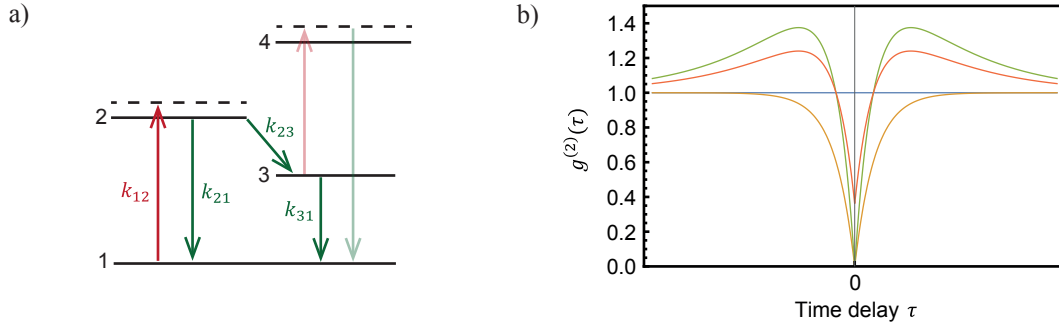 a)
4
2
k₂₃
3
k₁₂
k₂₁
k₃₁
1
b)
g⁽²⁾(τ)
1.4
1.2
1.0
0.8
0.6
0.4
0.2
0.0
0
Time delay τ